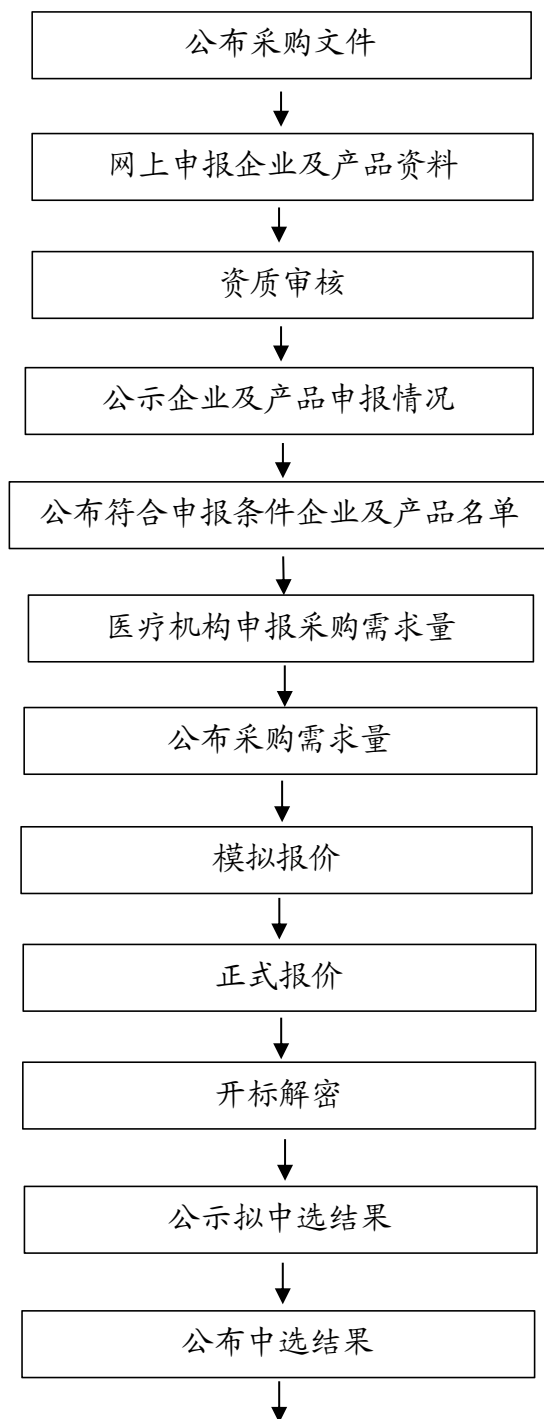 公布采购文件
网上申报企业及产品资料
资质审核
公示企业及产品申报情况
公布符合申报条件企业及产品名单
医疗机构申报采购需求量
公布采购需求量
模拟报价
正式报价
开标解密
公示拟中选结果
公布中选结果